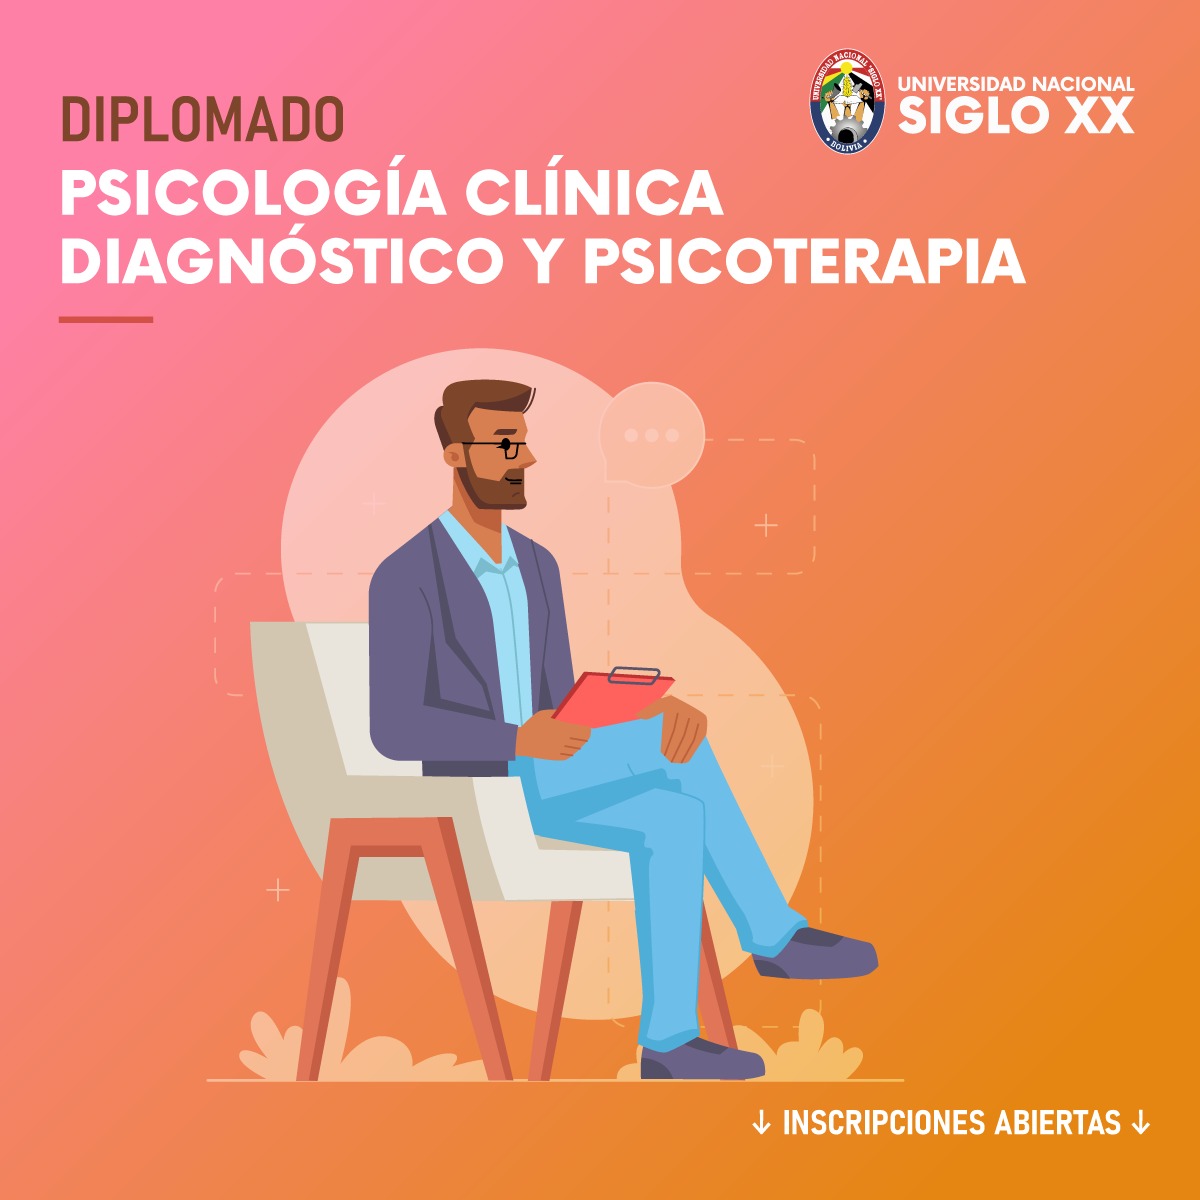 DIPLOMADO
PSICOLOGÍA CLÍNICA
DIAGNÓSTICO Y PSICOTERAPIA
UNIVERSIDAD NACIONAL "SIGLO XX"
BOLIVIA
UNIVERSIDAD NACIONAL
SIGLO XX
↓ INSCRIPCIONES ABIERTAS ↓